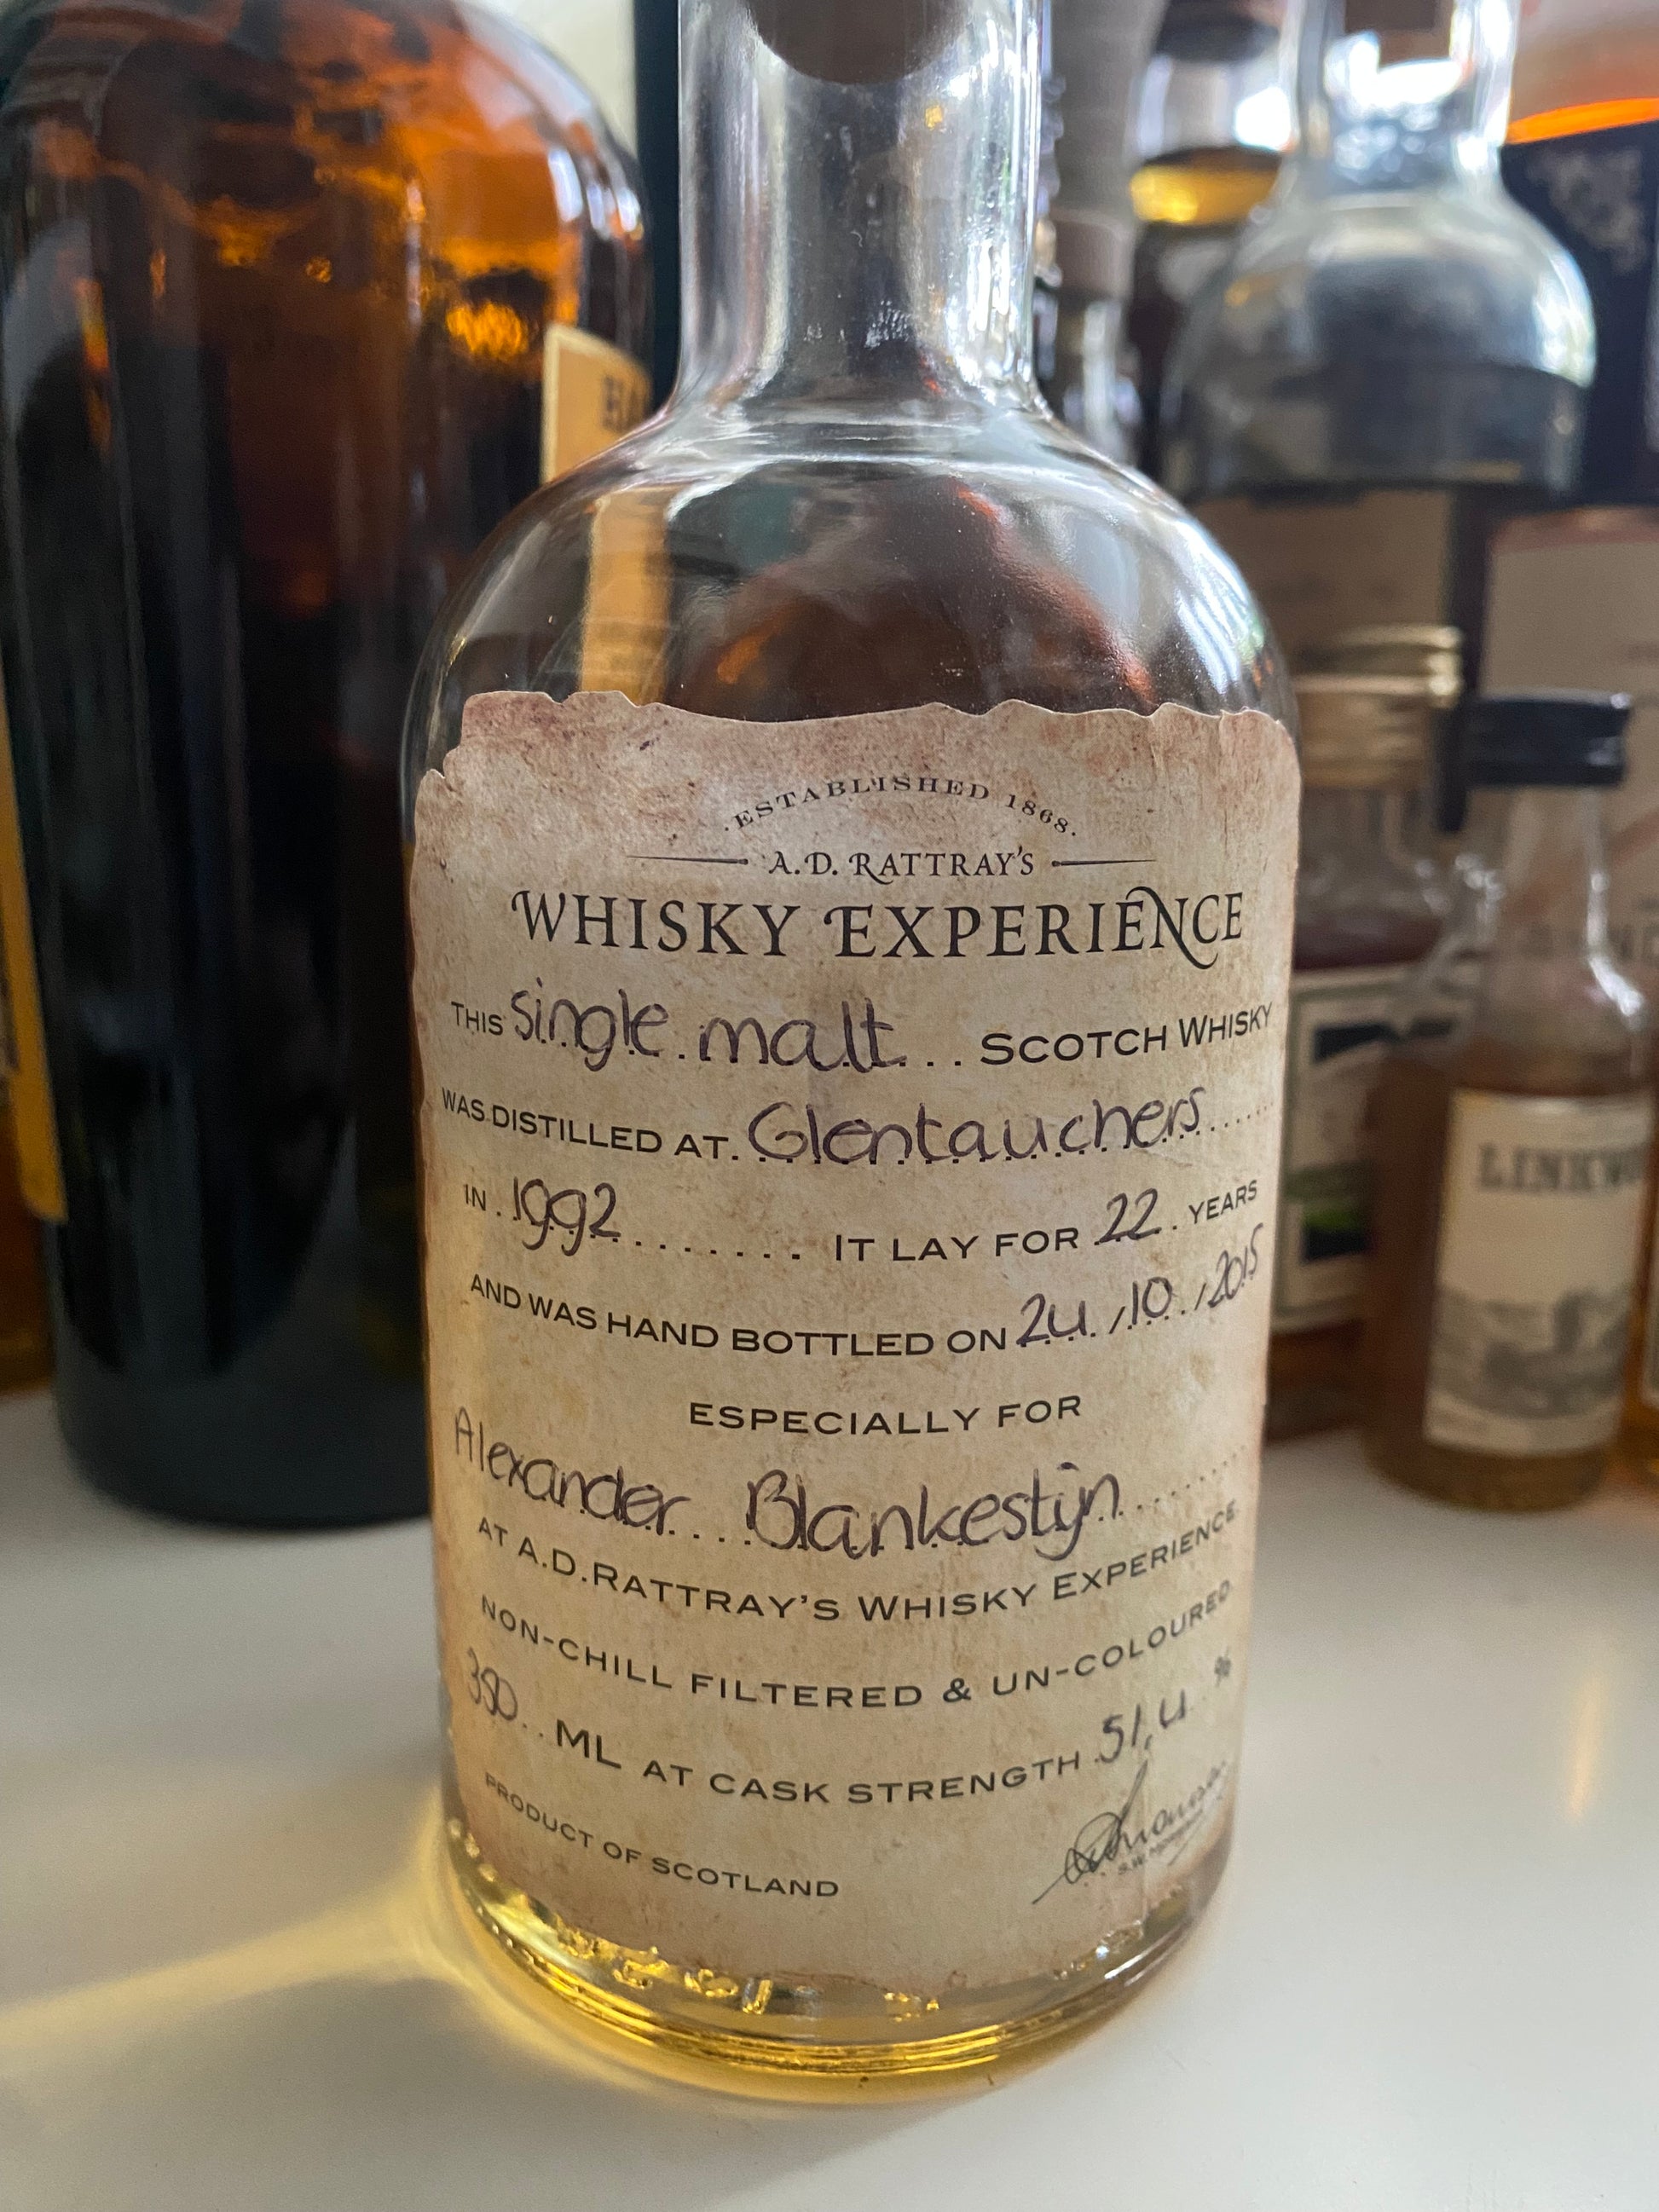 ESTABLISHED 1868.
A.D. RATTRAY'S
WHISKY EXPERIENCE
THIS single malt SCOTCH WHISKY
WAS DISTILLED AT Glentauchers
IN 1992 IT LAY FOR 22 YEARS
AND WAS HAND BOTTLED ON 24/10/2015
ESPECIALLY FOR
Alexander Blankestijn
AT A.D. RATTRAY'S WHISKY EXPERIENCE.
NON-CHILL FILTERED & UN-COLOURED
350 ML AT CASK STRENGTH 51,4 %
PRODUCT OF SCOTLAND